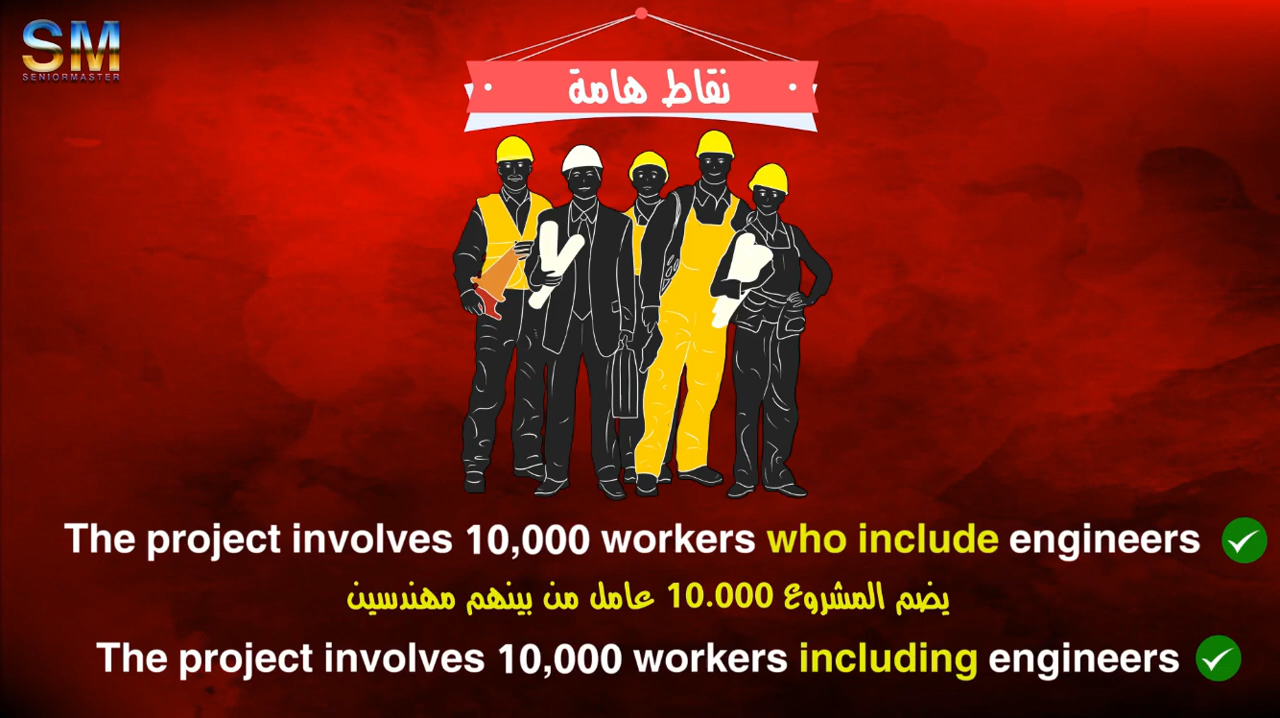 SM
SENIORMASTER
نقاط هامة
The project involves 10,000 workers who include engineers
يضم المشروع 10.000 عامل من بينهم مهندسين
The project involves 10,000 workers including engineers